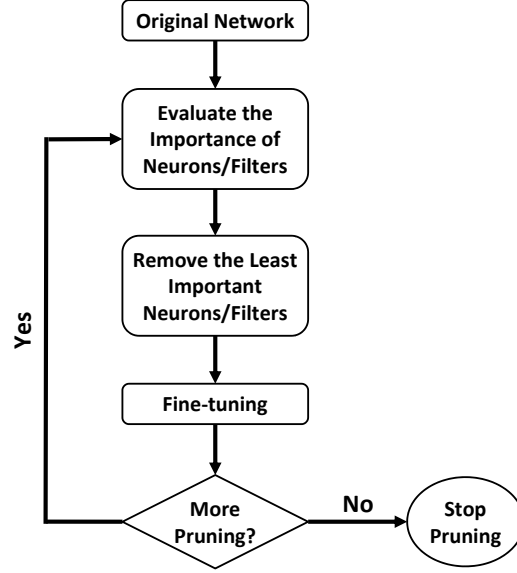 Original Network
Evaluate the
Importance of
Neurons/Filters
Remove the Least
Important
Neurons/Filters
Yes
Fine-tuning
More
Pruning?
No
Stop
Pruning